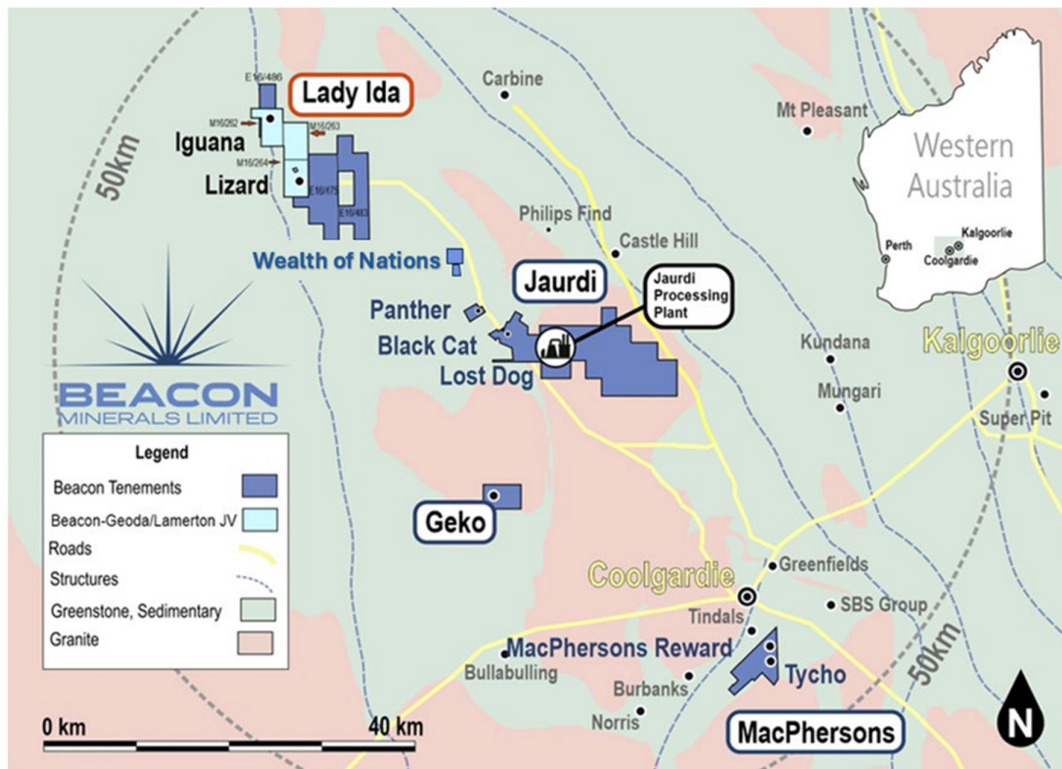 E16/486
Lady Ida
Carbine
Mt Pleasant
M16/262
M16/263
Iguana
M16/264
Lizard
E16/475
E16/483
50km
Western
Australia
Perth
Kalgoorlie
Coolgardie
Philips Find
Castle Hill
Wealth of Nations
Jaurdi
Jaurdi
Processing
Plant
Panther
Black Cat
Lost Dog
Kundana
Kalgoorlie
Mungari
Super Pit
BEACON
MINERALS LIMITED
Legend
Beacon Tenements
Beacon-Geoda/Lamerton JV
Roads
Structures
Greenstone, Sedimentary
Granite
Geko
Coolgardie
Greenfields
SBS Group
Tindals
MacPhersons Reward
Bullabulling
Tycho
Burbanks
Norris
50km
MacPhersons
N
0 km
40 km